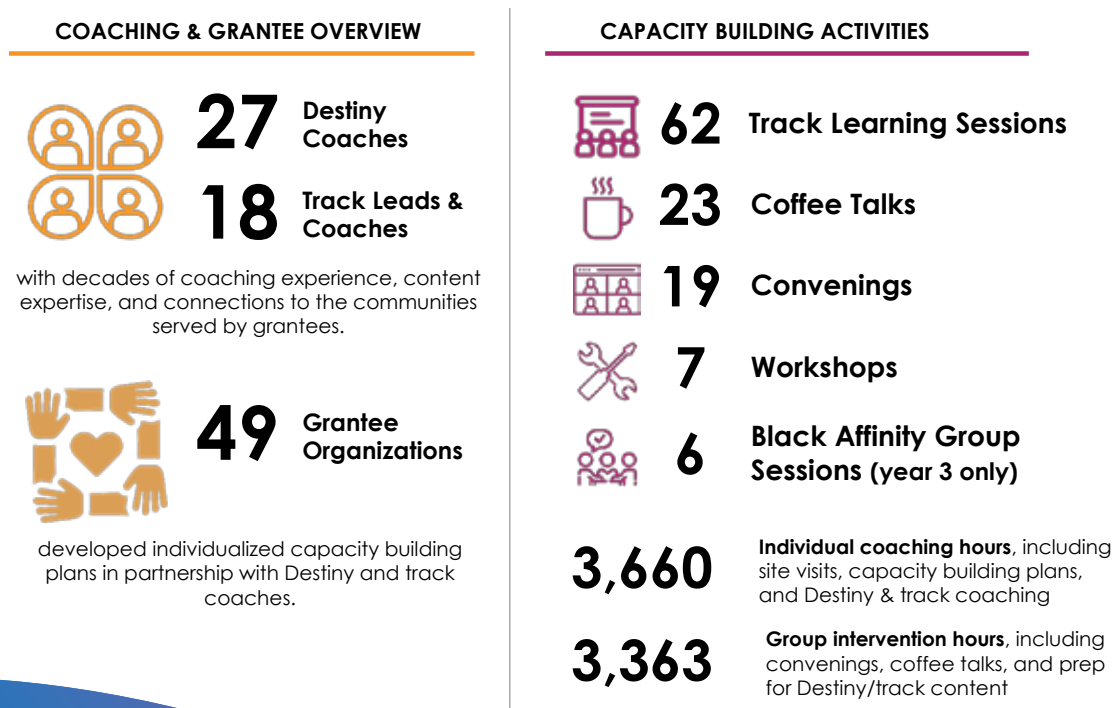 COACHING & GRANTEE OVERVIEW
27
Destiny
Coaches
18
Track Leads &
Coaches
with decades of coaching experience, content
expertise, and connections to the communities
served by grantees.
49
Grantee
Organizations
developed individualized capacity building
plans in partnership with Destiny and track
coaches.
CAPACITY BUILDING ACTIVITIES
62 Track Learning Sessions
23 Coffee Talks
19 Convenings
7 Workshops
6
Black Affinity Group
Sessions (year 3 only)
3,660
Individual coaching hours, including
site visits, capacity building plans,
and Destiny & track coaching
3,363
Group intervention hours, including
convenings, coffee talks, and prep
for Destiny/track content